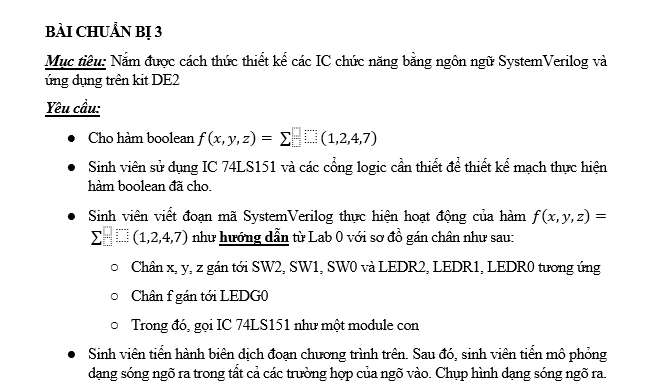 BÀI CHUẨN BỊ 3
Mục tiêu: Nắm được cách thức thiết kế các IC chức năng bằng ngôn ngữ SystemVerilog và
ứng dụng trên kit DE2
Yêu cầu:
● Cho hàm boolean f(x, y, z) = ∑ (1,2,4,7)
● Sinh viên sử dụng IC 74LS151 và các cổng logic cần thiết để thiết kế mạch thực hiện
hàm boolean đã cho.
● Sinh viên viết đoạn mã SystemVerilog thực hiện hoạt động của hàm f(x, y, z) =
∑ (1,2,4,7) như hướng dẫn từ Lab 0 với sơ đồ gán chân như sau:
○ Chân x, y, z gán tới SW2, SW1, SW0 và LEDR2, LEDR1, LEDR0 tương ứng
○ Chân f gán tới LEDG0
○ Trong đó, gọi IC 74LS151 như một module con
● Sinh viên tiến hành biên dịch đoạn chương trình trên. Sau đó, sinh viên tiến mô phỏng
dạng sóng ngõ ra trong tất cả các trường hợp của ngõ vào. Chụp hình dạng sóng ngõ ra.